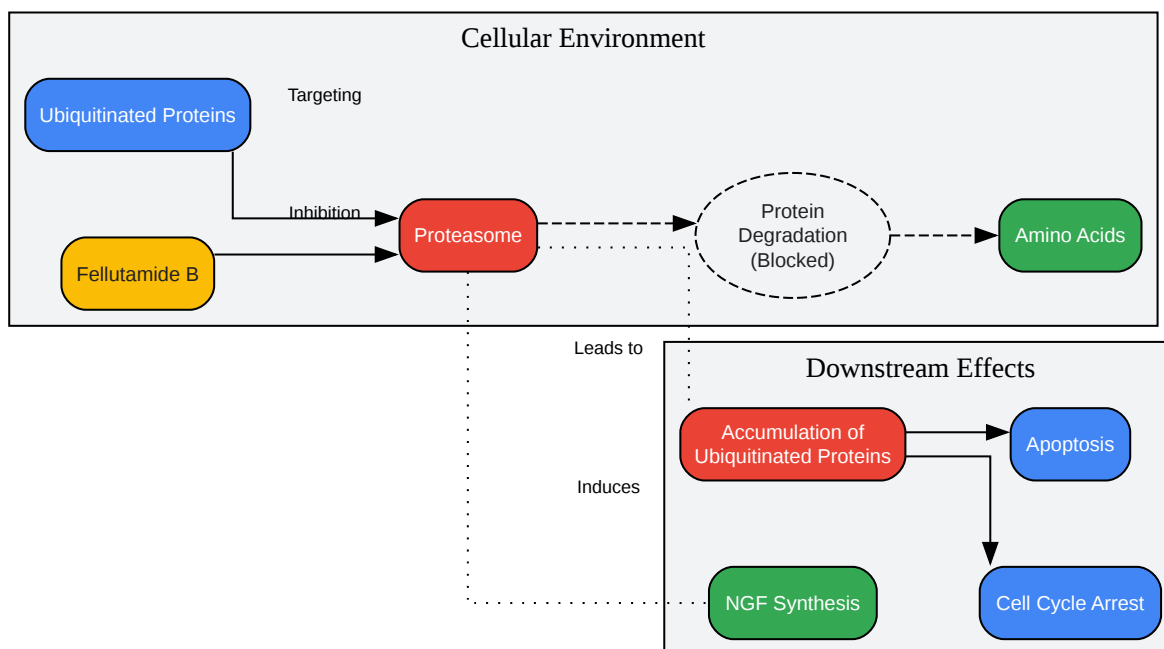 Cellular Environment
Targeting
Ubiquitinated Proteins
Inhibition
Proteasome
Protein
Degradation
(Blocked)
Amino Acids
Fellutamide B
Leads to
Downstream Effects
Accumulation of
Ubiquitinated Proteins
Apoptosis
Induces
NGF Synthesis
Cell Cycle Arrest